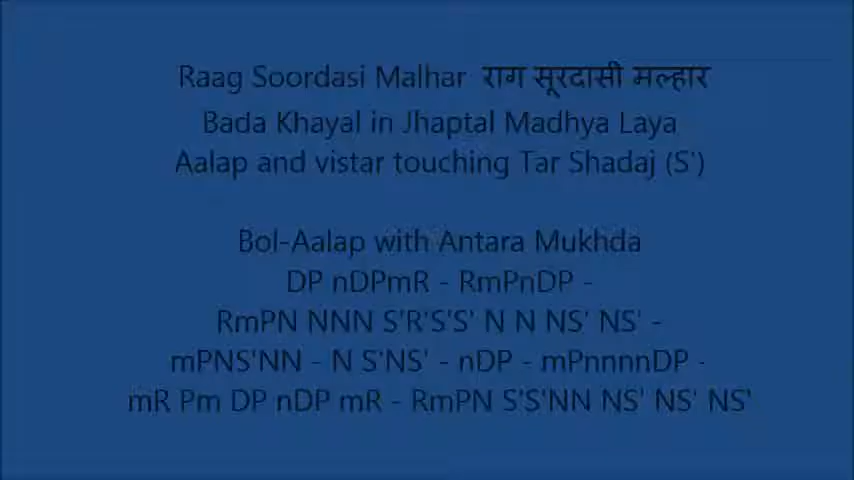 Raag Soordasi Malhar राग सूरदासी मल्हार
Bada Khayal in Jhaptal Madhya Laya
Aalap and vistar touching Tar Shadaj (S')
Bol-Aalap with Antara Mukhda
DP nDPmR - RmPnDP -
RmPN NNN S'R'S'S' N N NS' NS' -
mPNS'NN - N S'NS' - nDP - mPnnnnDP -
mR Pm DP nDP mR - RmPN S'S'NN NS' NS' NS'